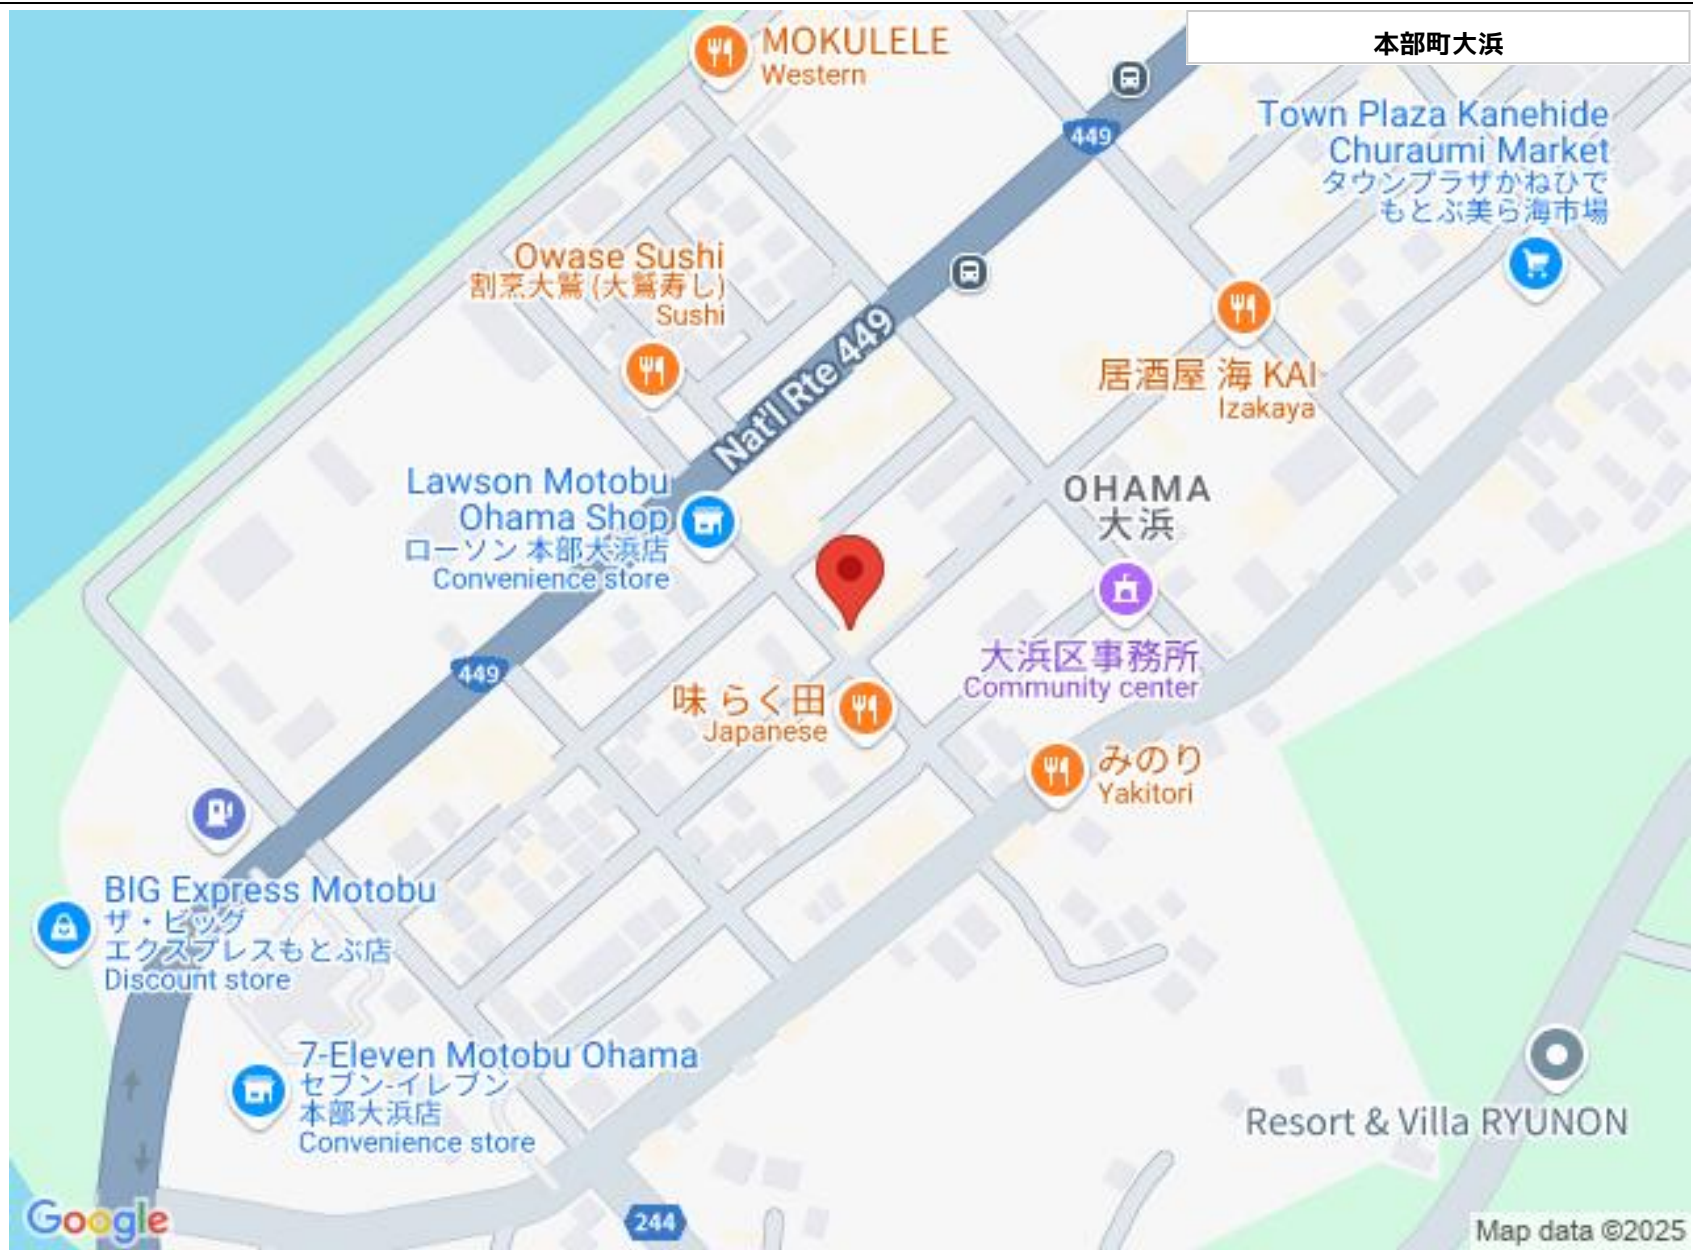 本部町大浜
MOKULELE
Western
449
Town Plaza Kanehide
Churaumi Market
タウンプラザかねひで
もとぶ美ら海市場
Owase Sushi
割烹大鷲 (大鷲寿し)
Sushi
Nat'l Rte 449
居酒屋 海 KAI
Izakaya
Lawson Motobu
Ohama Shop
ローソン 本部大浜店
Convenience store
OHAMA
大浜
大浜区事務所
Community center
449
味 らく田
Japanese
みのり
Yakitori
BIG Express Motobu
ザ・ビッグ
エクスプレスもとぶ店
Discount store
7-Eleven Motobu Ohama
セブン-イレブン
本部大浜店
Convenience store
Resort & Villa RYUNON
244
Google
Map data ©2025